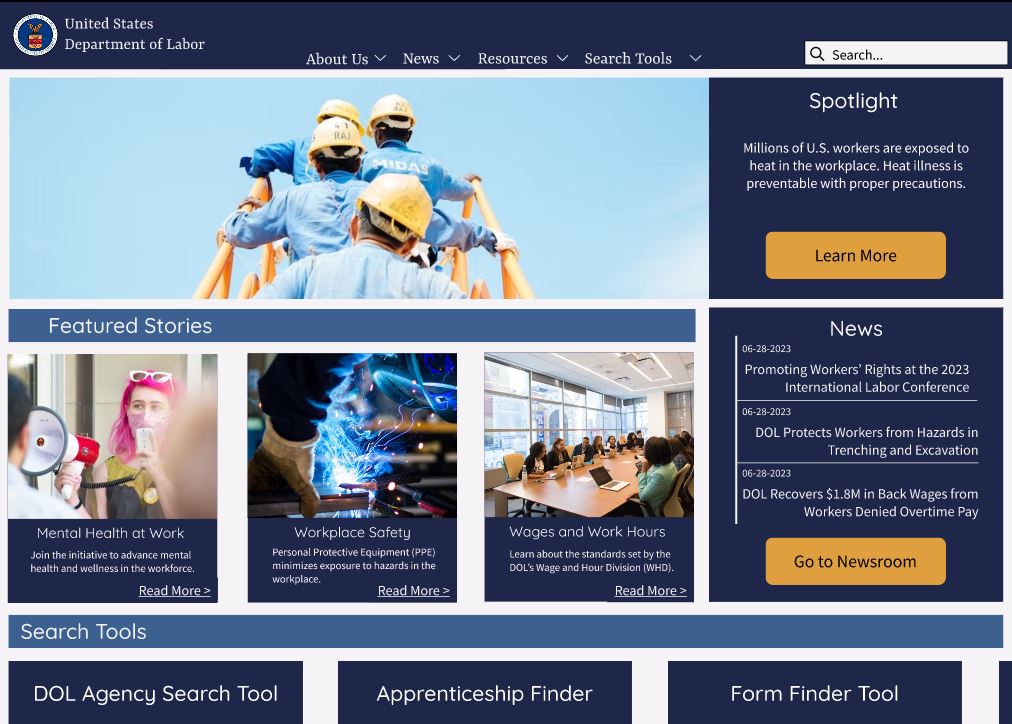 United States
Department of Labor
About Us
News
Resources
Search Tools
Search...
RAJ
41
RAJ
MIDAS
Spotlight
Millions of U.S. workers are exposed to
heat in the workplace. Heat illness is
preventable with proper precautions.
Learn More
Featured Stories
Mental Health at Work
Join the initiative to advance mental
health and wellness in the workforce.
Read More >
Workplace Safety
Personal Protective Equipment (PPE)
minimizes exposure to hazards in the
workplace.
Read More >
Wages and Work Hours
Learn about the standards set by the
DOL's Wage and Hour Division (WHD).
Read More >
News
06-28-2023
Promoting Workers' Rights at the 2023
International Labor Conference
06-28-2023
DOL Protects Workers from Hazards in
Trenching and Excavation
06-28-2023
DOL Recovers $1.8M in Back Wages from
Workers Denied Overtime Pay
Go to Newsroom
Search Tools
DOL Agency Search Tool
Apprenticeship Finder
Form Finder Tool